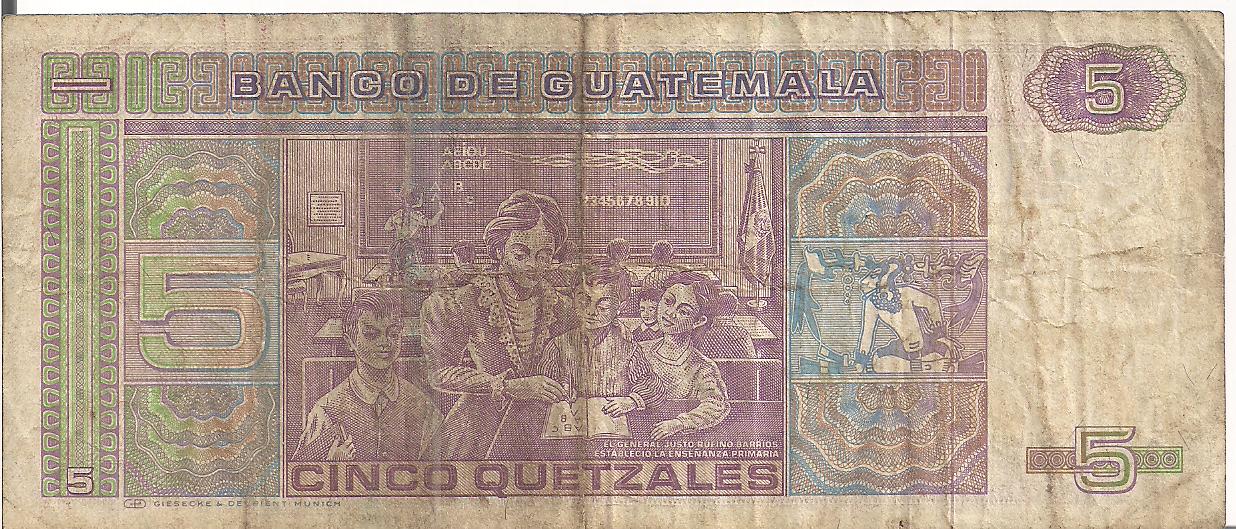 BANCO DE GUATEMALA
5
AEIOU
ABCDE
A B
c
2345678910
5
A
B
ABC
EL GENERAL JUSTO RUFINO BARRIOS
ESTABLECIO LA ENSEÑANZA PRIMARIA
CINCO QUETZALES
5
5
GIESECKE & DEVRIENT MUNICH